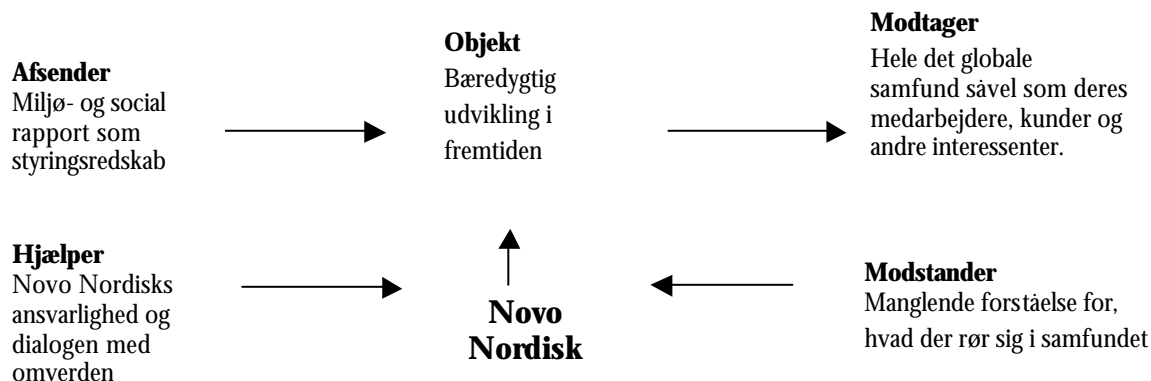 Afsender
Miljø- og social
rapport som
styringsredskab
Objekt
Bæredygtig
udvikling i
fremtiden
Modtager
Hele det globale
samfund såvel som deres
medarbejdere, kunder og
andre interessenter.
Hjælper
Novo Nordisks
ansvarlighed og
dialogen med
omverden
Novo
Nordisk
Modstander
Manglende forståelse for,
hvad der rør sig i samfundet